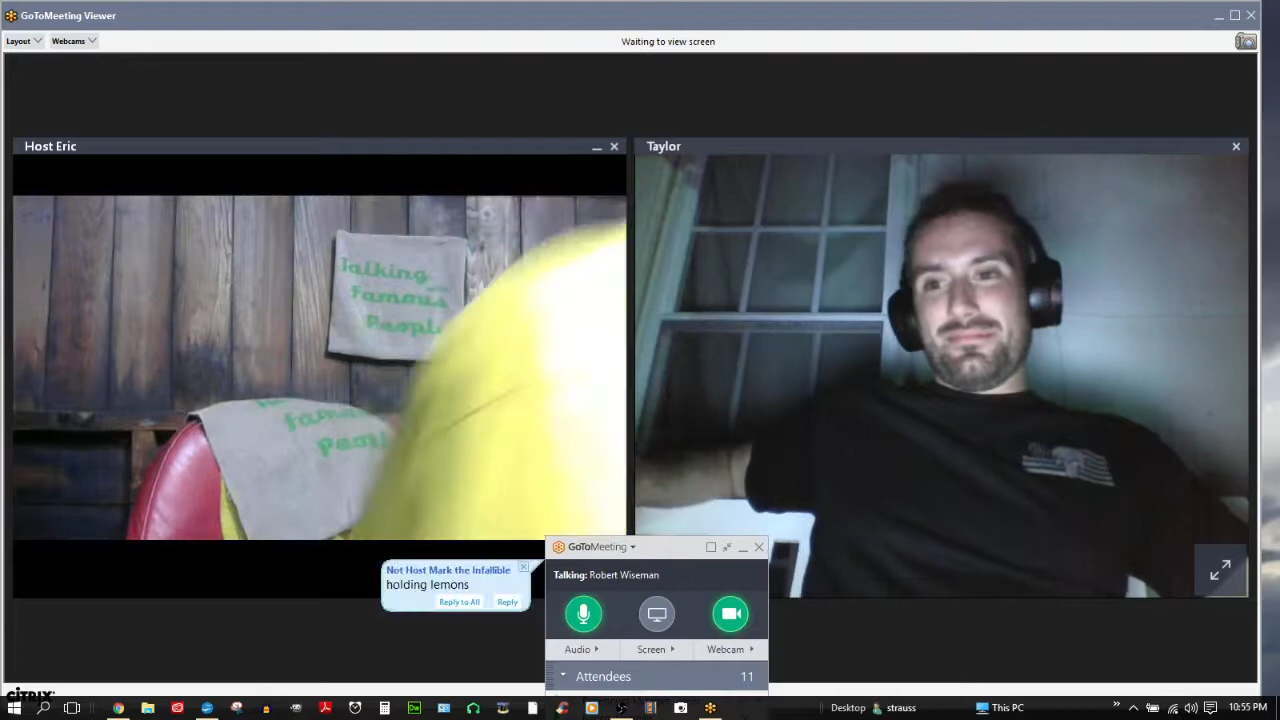 GoToMeeting Viewer
Layout
Webcams
Waiting to view screen
Host Eric
Taylor
Talking
Famous
People
Famous
People
Not Host Mark the Infallible
holding lemons
Reply to All
Reply
GoToMeeting
Talking: Robert Wiseman
Audio
Screen
Webcam
Attendees
11
CITRIX
Dw
Desktop
strauss
This PC
10:55 PM